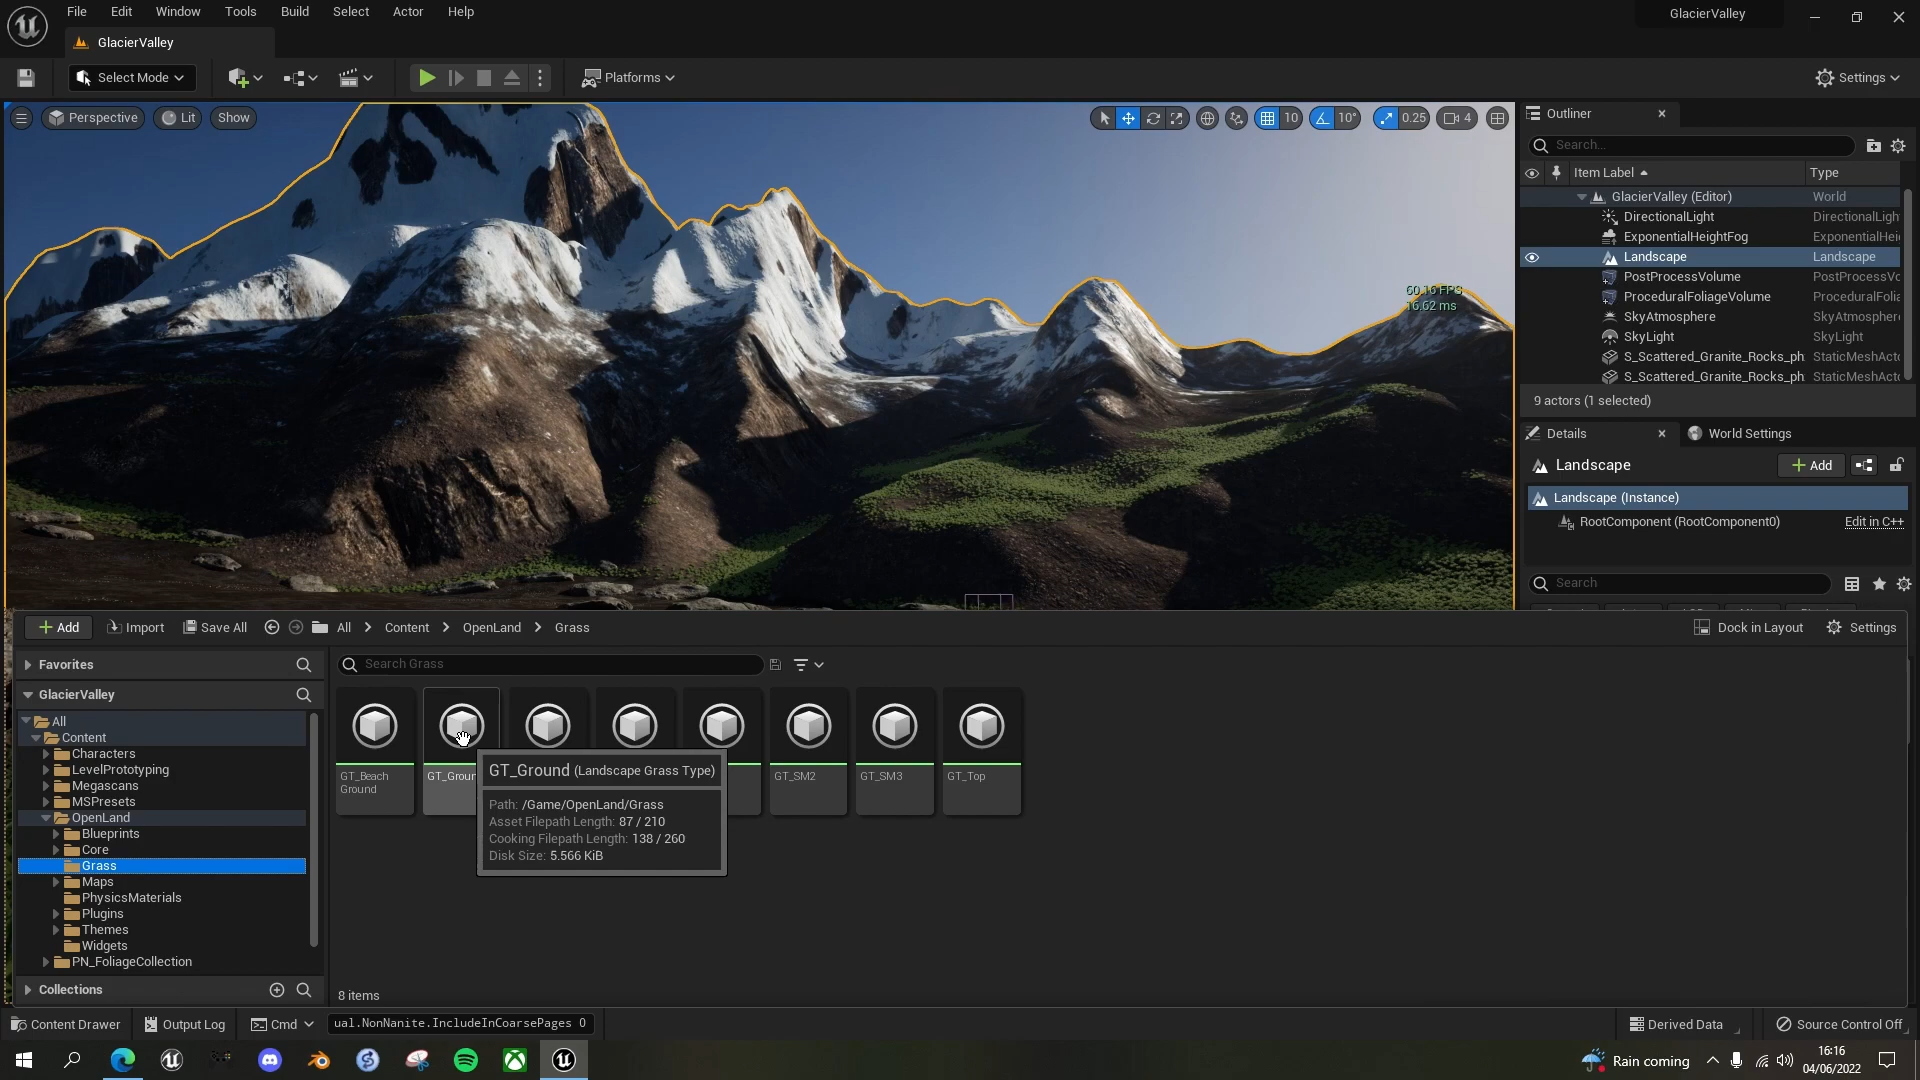 File Edit Window Tools Build Select Actor Help
GlacierValley
GlacierValley
Select Mode
Platforms
Settings
Perspective
Lit
Show
10
10°
0.25
4
60.16 FPS
16.62 ms
Outliner
Search...
Item Label
Type
GlacierValley (Editor) World
DirectionalLight DirectionalLigh
ExponentialHeightFog ExponentialHei
Landscape Landscape
PostProcessVolume PostProcessVo
ProceduralFoliageVolume ProceduralFolia
SkyAtmosphere SkyAtmosphere
SkyLight SkyLight
S_Scattered_Granite_Rocks_ph StaticMeshActo
S_Scattered_Granite_Rocks_ph StaticMeshActo
9 actors (1 selected)
Details
World Settings
Landscape
Add
Landscape (Instance)
RootComponent (RootComponent0) Edit in C++
Search
Add
Import
Save All
All > Content > OpenLand > Grass
Dock in Layout
Settings
Favorites
GlacierValley
All
Content
Characters
LevelPrototyping
Megascans
MSPresets
OpenLand
Blueprints
Core
Grass
Maps
PhysicsMaterials
Plugins
Themes
Widgets
PN_FoliageCollection
Collections
Search Grass
GT_Beach
Ground
GT_Groun
GT_SM2
GT_SM3
GT_Top
GT_Ground (Landscape Grass Type)
Path: /Game/OpenLand/Grass
Asset Filepath Length: 87 / 210
Cooking Filepath Length: 138 / 260
Disk Size: 5.566 KiB
8 items
Content Drawer
Output Log
Cmd
ual.NonNanite.IncludeInCoarsePages 0
Derived Data
Source Control Off
Rain coming
16:16
04/06/2022